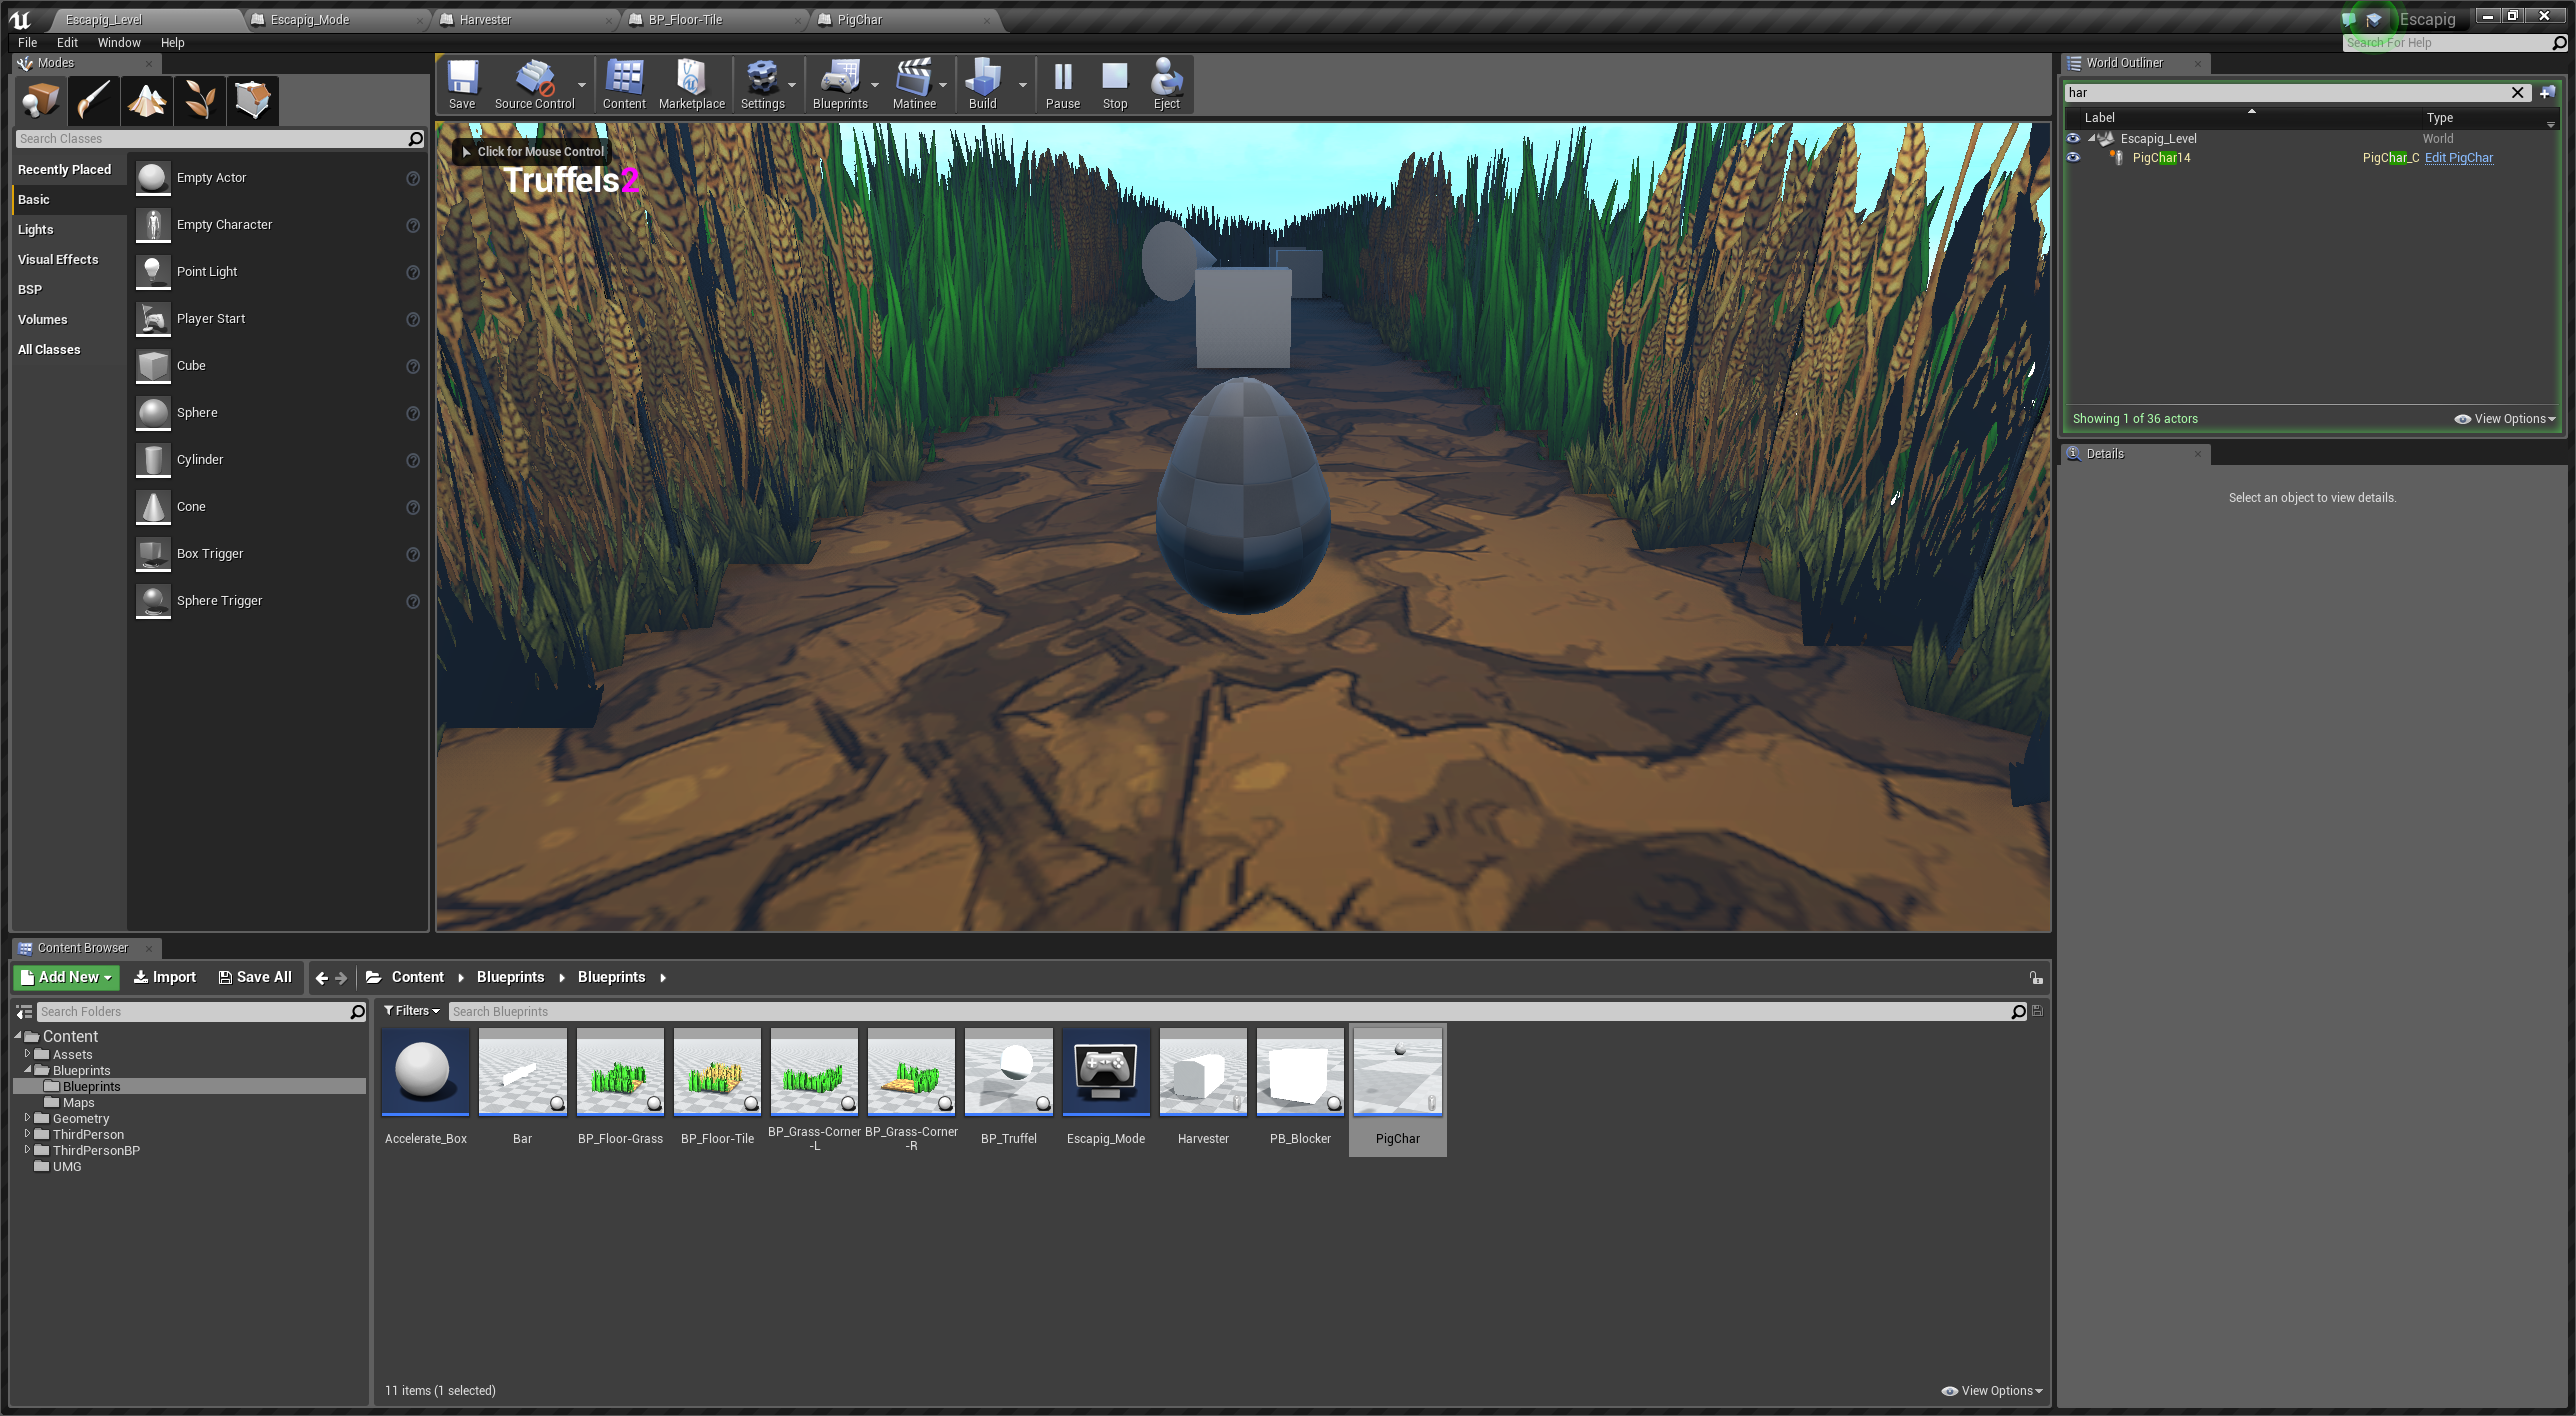 Escapig_Level
Escapig_Mode
Harvester
BP_Floor-Tile
PigChar
Escapig
File Edit Window Help
Search For Help
Modes
Search Classes
Recently Placed
Basic
Lights
Visual Effects
BSP
Volumes
All Classes
Empty Actor
Empty Character
Point Light
Player Start
Cube
Sphere
Cylinder
Cone
Box Trigger
Sphere Trigger
Save
Source Control
Content
Marketplace
Settings
Blueprints
Matinee
Build
Pause
Stop
Eject
Click for Mouse Control
Truffels2
World Outliner
har
Label Type
Escapig_Level World
PigChar14 PigChar_C Edit PigChar
Showing 1 of 36 actors
View Options
Details
Select an object to view details.
Content Browser
Add New Import Save All Content Blueprints Blueprints
Search Folders
Content
Assets
Blueprints
Blueprints
Maps
Geometry
ThirdPerson
ThirdPersonBP
UMG
Filters
Search Blueprints
Accelerate_Box
Bar
BP_Floor-Grass
BP_Floor-Tile
BP_Grass-Corner
-L
BP_Grass-Corner
-R
BP_Truffel
Escapig_Mode
Harvester
PB_Blocker
PigChar
11 items (1 selected)
View Options